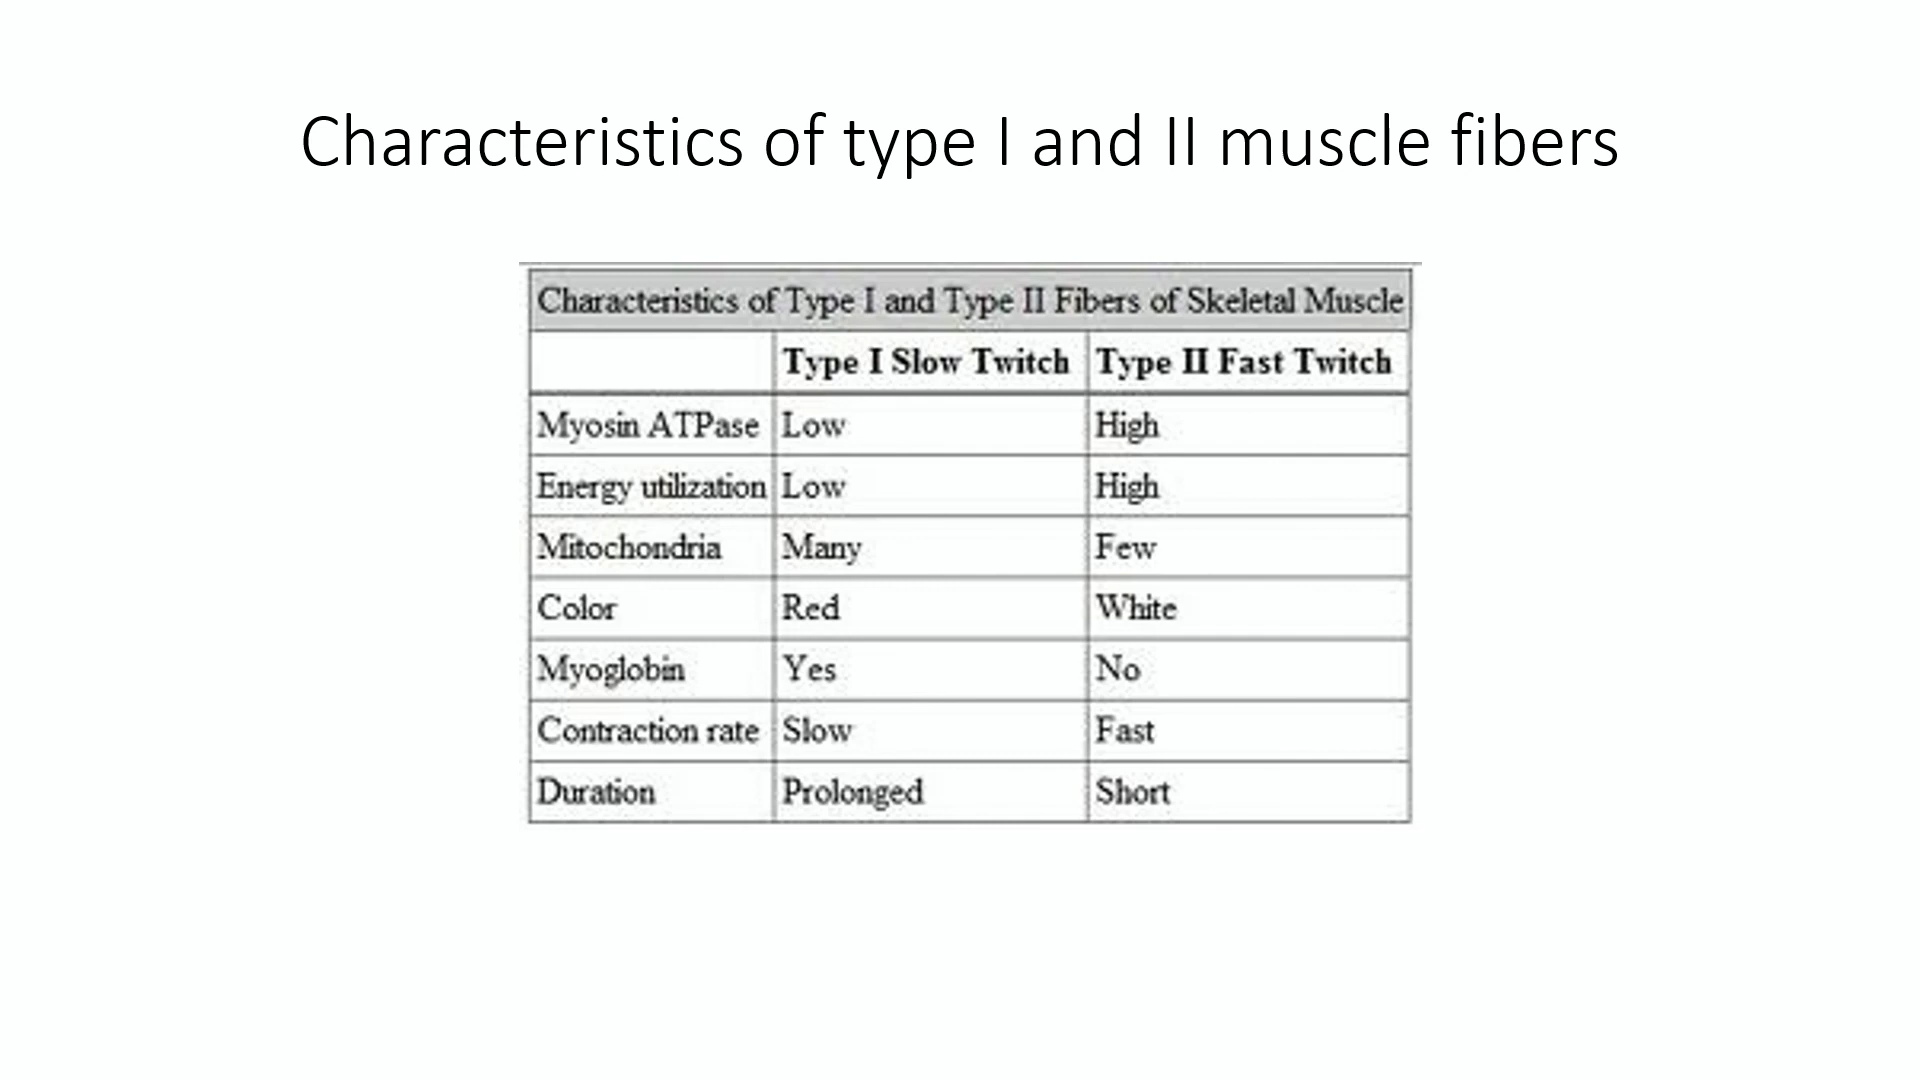 Characteristics of type I and II muscle fibers
Characteristics of Type I and Type II Fibers of Skeletal Muscle
Type I Slow Twitch Type II Fast Twitch
Myosin ATPase Low High
Energy utilization Low High
Mitochondria Many Few
Color Red White
Myoglobin Yes No
Contraction rate Slow Fast
Duration Prolonged Short